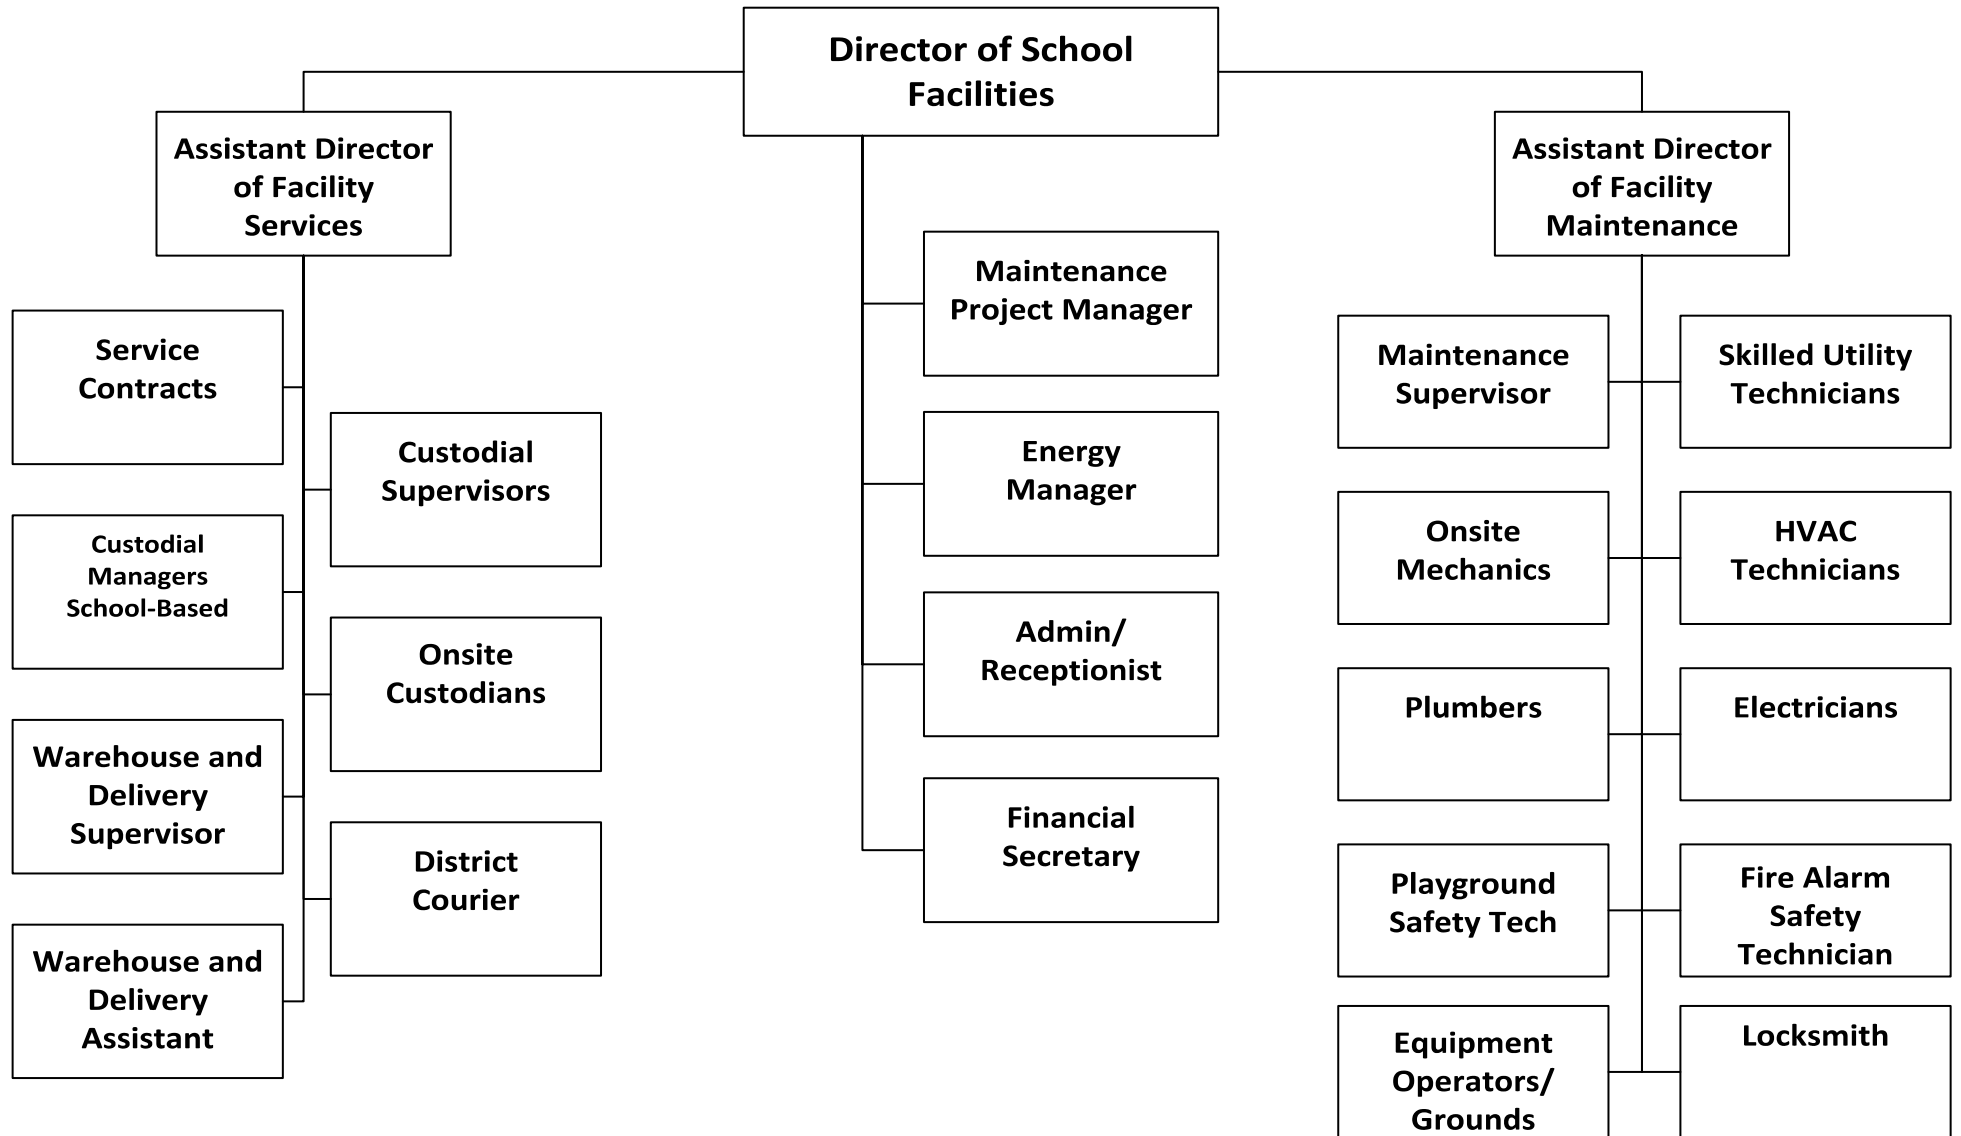 Director of School
Facilities
Assistant Director
of Facility
Services
Service
Contracts
Custodial
Supervisors
Custodial
Managers
School-Based
Onsite
Custodians
Warehouse and
Delivery
Supervisor
District
Courier
Warehouse and
Delivery
Assistant
Maintenance
Project Manager
Energy
Manager
Admin/
Receptionist
Financial
Secretary
Assistant Director
of Facility
Maintenance
Maintenance
Supervisor
Skilled Utility
Technicians
Onsite
Mechanics
HVAC
Technicians
Plumbers
Electricians
Playground
Safety Tech
Fire Alarm
Safety
Technician
Equipment
Operators/
Grounds
Locksmith